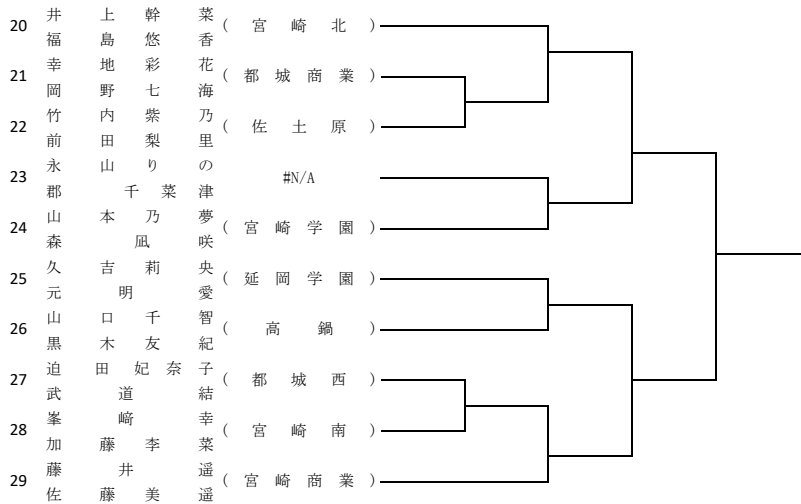 20 井上幹菜 (宮崎北)
福島悠香
21 幸地彩花 (都城商業)
岡野七海
22 竹内紫乃 (佐土原)
前田梨里
23 永山りの #N/A
郡千菜津
24 山本乃夢 (宮崎学園)
森凪咲
25 久吉莉央 (延岡学園)
元明愛
26 山口千智 (高鍋)
黒木友紀
27 迫田妃奈子 (都城西)
武道結
28 峯﨑幸 (宮崎南)
加藤李菜
29 藤井遥 (宮崎商業)
佐藤美遥